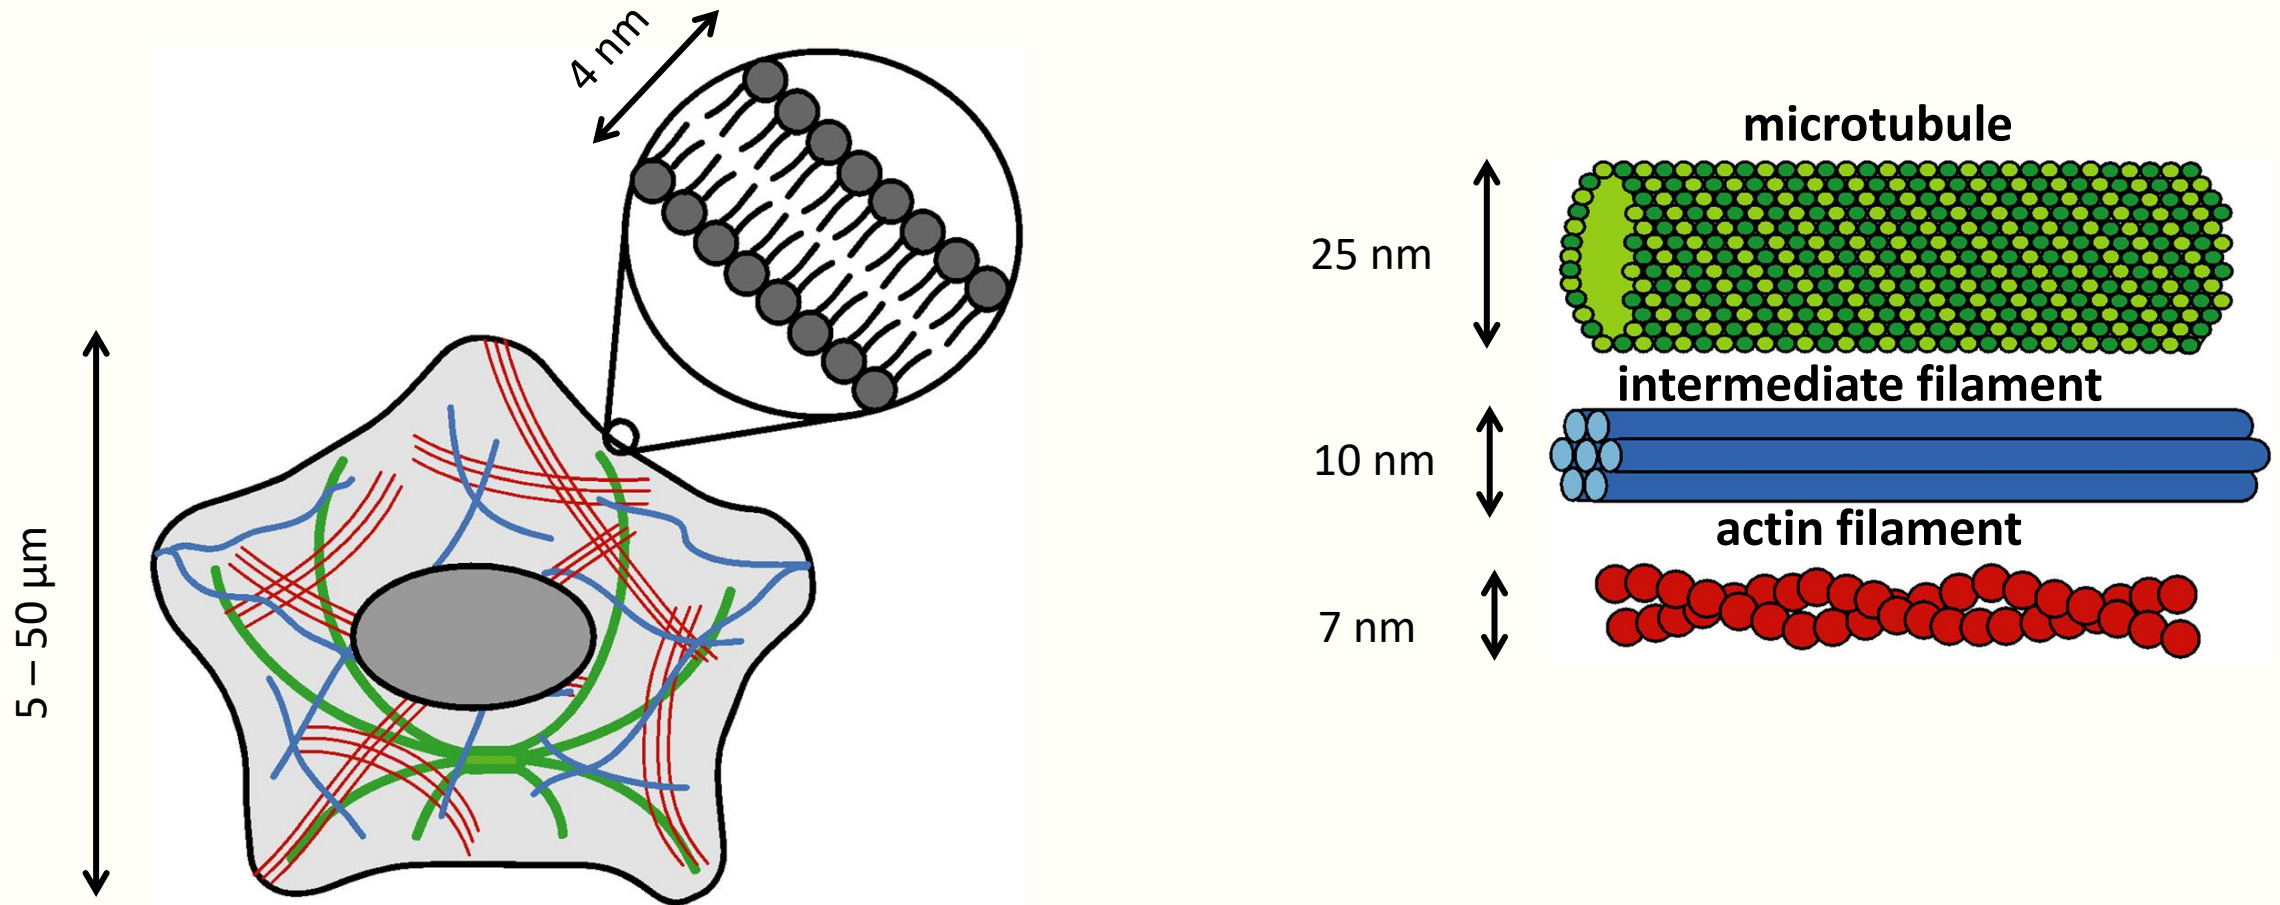 4 nm
5 – 50 µm
microtubule
25 nm
intermediate filament
10 nm
actin filament
7 nm